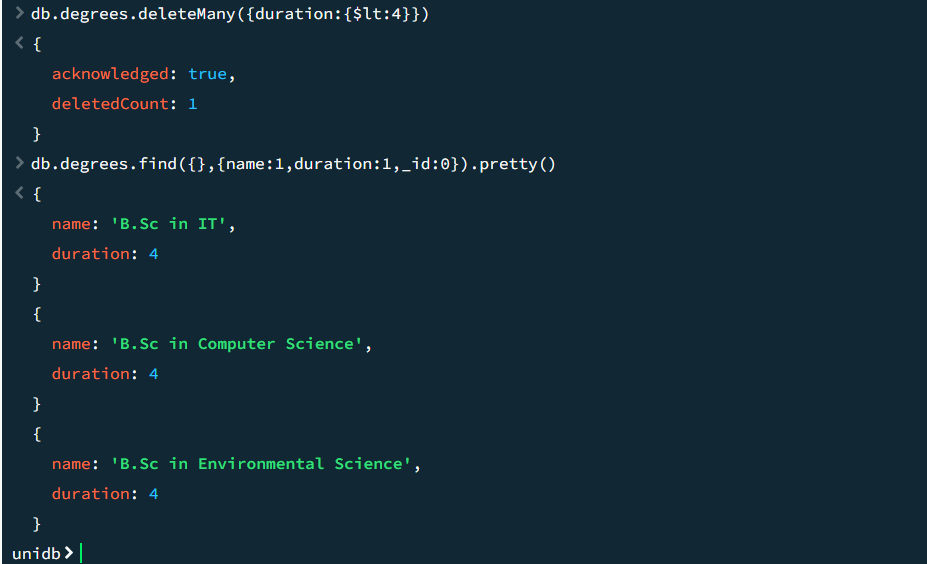 > db.degrees.deleteMany({duration:{$lt:4}})
< {
acknowledged: true,
deletedCount: 1
}
> db.degrees.find({},{name:1,duration:1,_id:0}).pretty()
< {
name: 'B.Sc in IT',
duration: 4
}
{
name: 'B.Sc in Computer Science',
duration: 4
}
{
name: 'B.Sc in Environmental Science',
duration: 4
}
unidb>